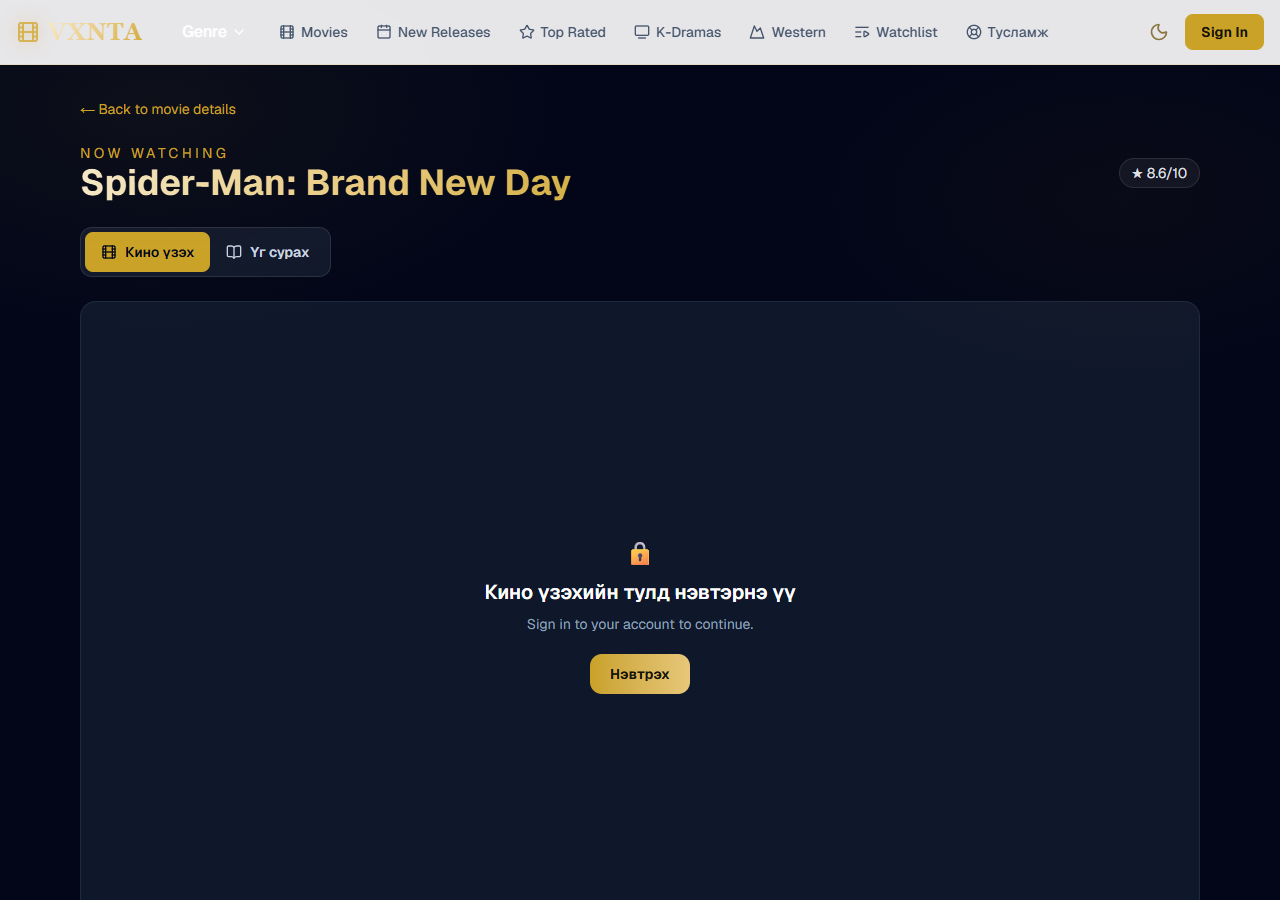 VXNTA
Genre
Movies
New Releases
Top Rated
K-Dramas
Western
Watchlist
Тусламж
Sign In
← Back to movie details
NOW WATCHING
Spider-Man: Brand New Day
★ 8.6/10
Кино үзэх
Үг сурах
Кино үзэхийн тулд нэвтэрнэ үү
Sign in to your account to continue.
Нэвтрэх